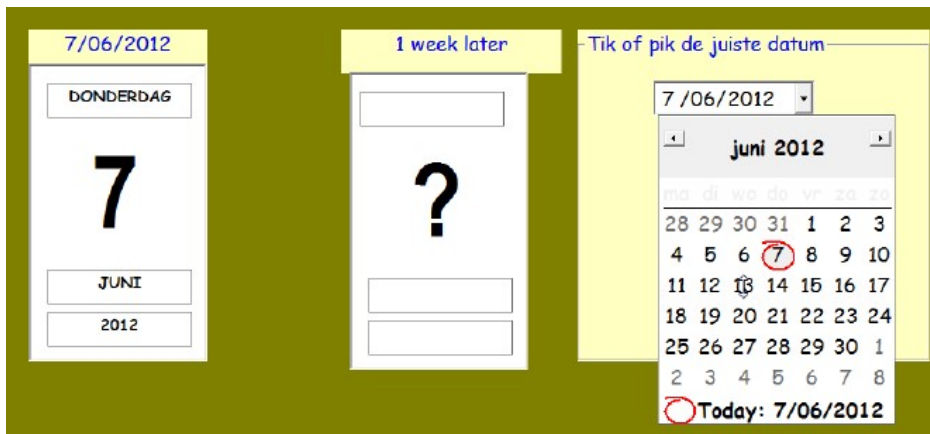 7/06/2012
DONDERDAG
7
JUNI
2012
1 week later
?
Tik of pik de juiste datum
7 /06/2012
juni 2012
ma di wo do vr za zo
28 29 30 31 1 2 3
4 5 6 7 8 9 10
11 12 13 14 15 16 17
18 19 20 21 22 23 24
25 26 27 28 29 30 1
2 3 4 5 6 7 8
Today: 7/06/2012